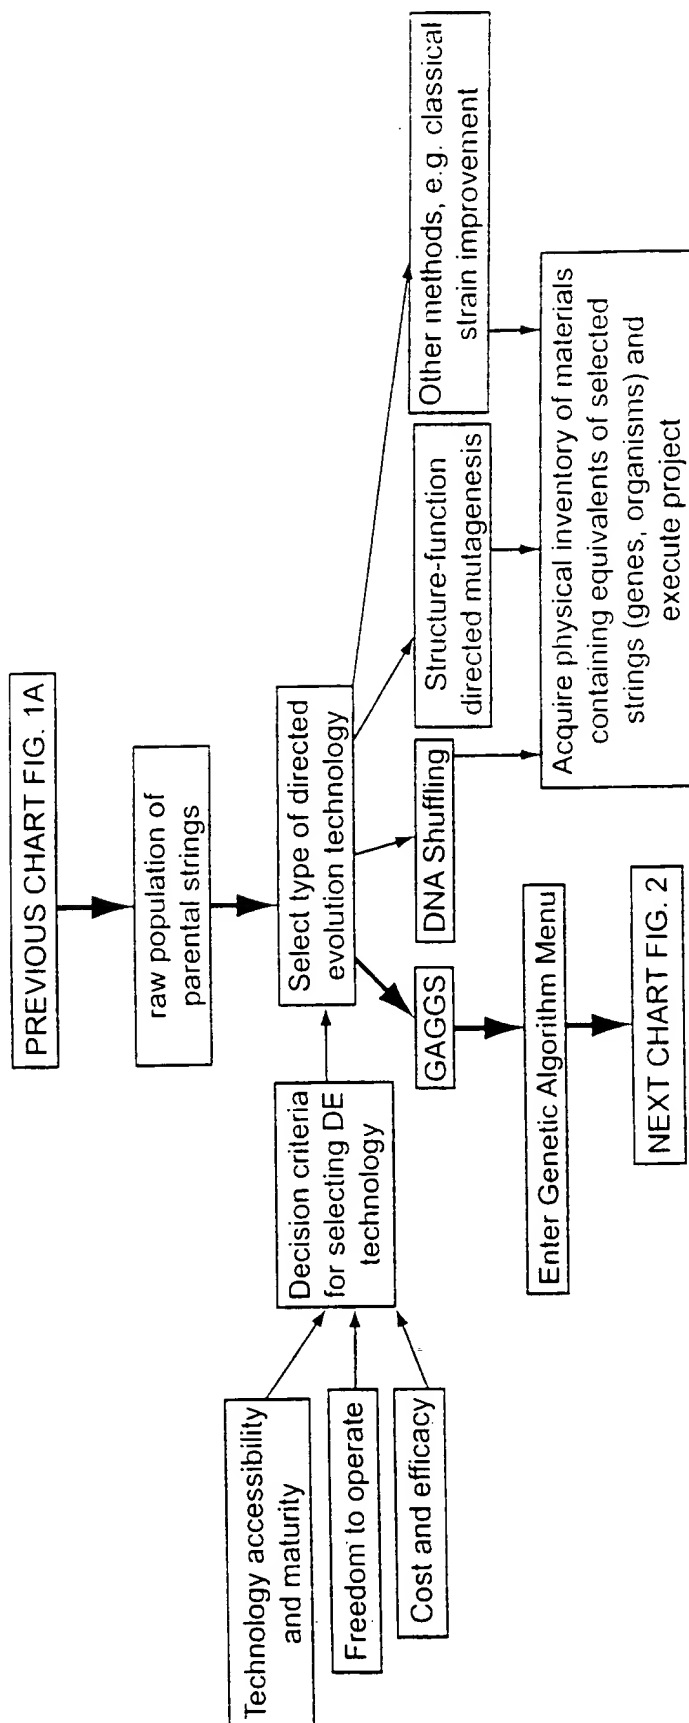 PREVIOUS CHART FIG. 1A
raw population of
parental strings
Technology accessibility
and maturity
Freedom to operate
Cost and efficacy
Decision criteria
for selecting DE
technology
Select type of directed
evolution technology
GAGGS
DNA Shuffling
Structure-function
directed mutagenesis
Other methods, e.g. classical
strain improvement
Enter Genetic Algorithm Menu
Acquire physical inventory of materials
containing equivalents of selected
strings (genes, organisms) and
execute project
NEXT CHART FIG. 2